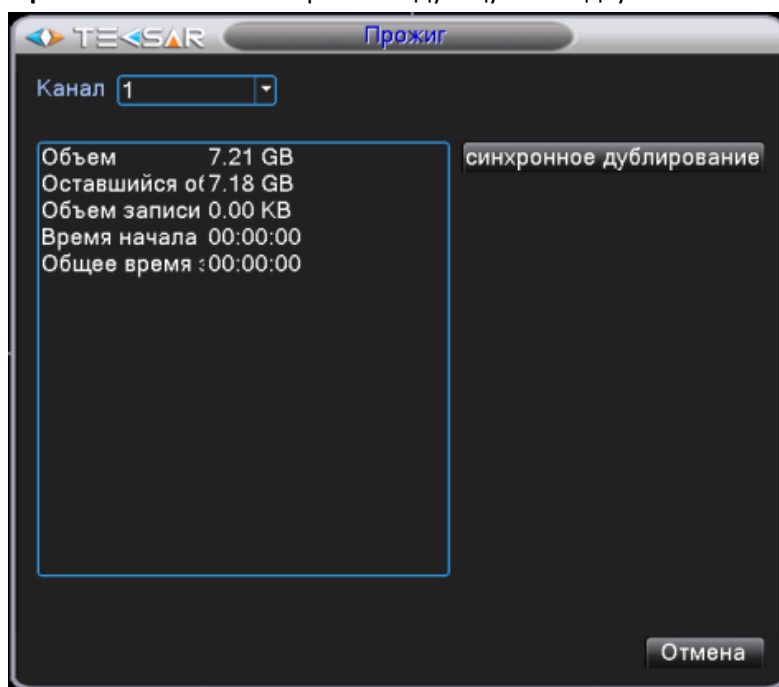 TECSAR Прожиг
Канал 1
Объем 7.21 GB
Оставшийся об 7.18 GB
Объем записи 0.00 KB
Время начала 00:00:00
Общее время з 00:00:00
синхронное дублирование
Отмена